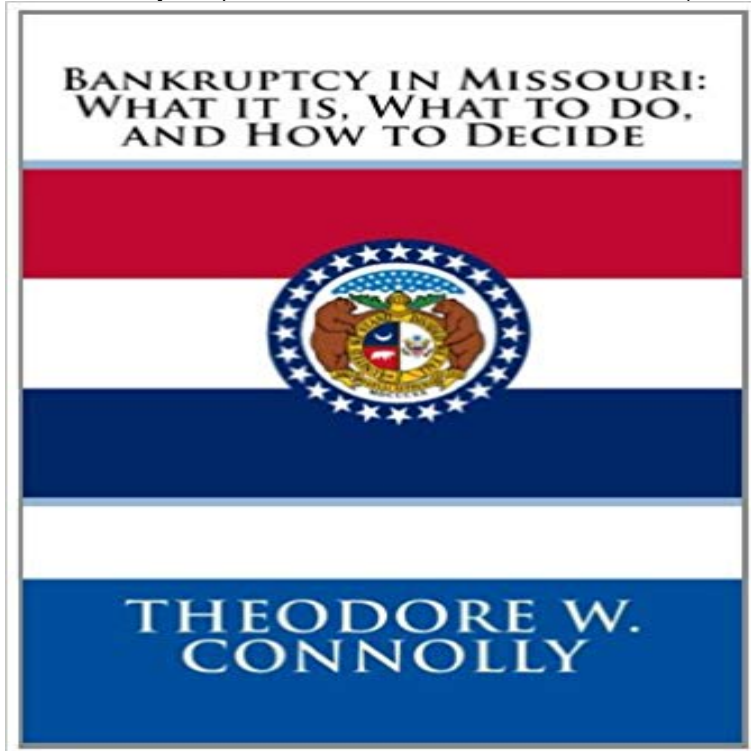 BANKRUPTCY IN MISSOURI:
WHAT IT IS, WHAT TO DO,
AND HOW TO DECIDE
THEODORE W.
CONNOLLY